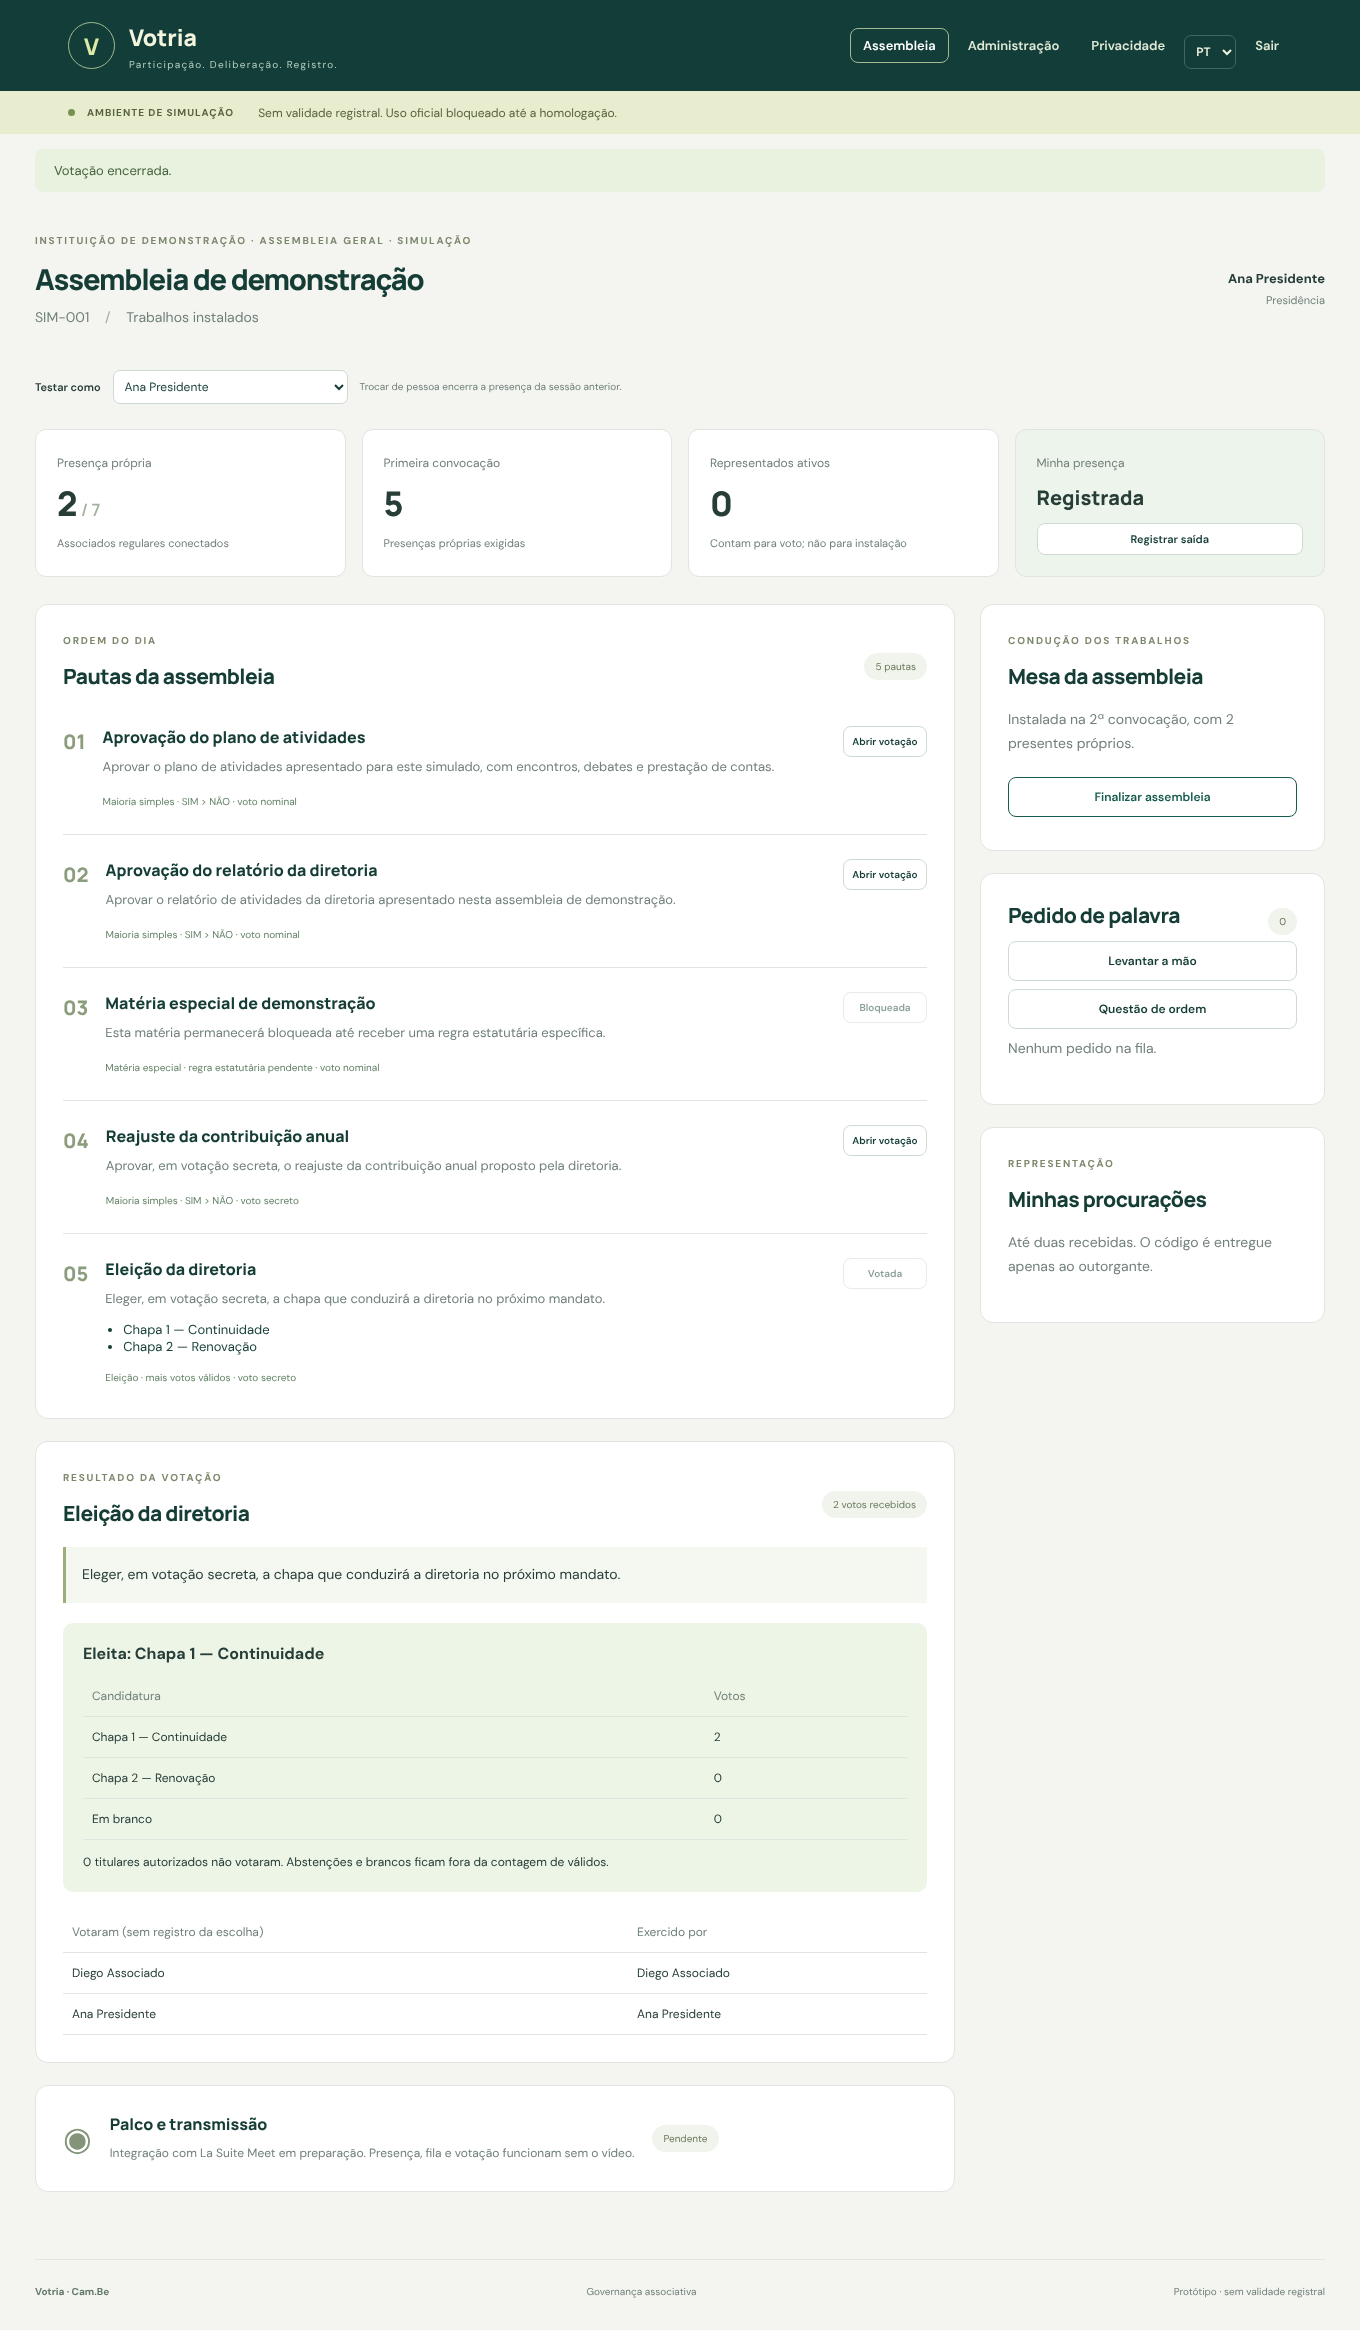 V
Votria
Participação. Deliberação. Registro.
Assembleia
Administração
Privacidade
PT
Sair
AMBIENTE DE SIMULAÇÃO
Sem validade registral. Uso oficial bloqueado até a homologação.
Votação encerrada.
INSTITUIÇÃO DE DEMONSTRAÇÃO · ASSEMBLEIA GERAL · SIMULAÇÃO
Assembleia de demonstração
SIM-001 / Trabalhos instalados
Ana Presidente
Presidência
Testar como
Ana Presidente
Trocar de pessoa encerra a presença da sessão anterior.
Presença própria
2 / 7
Associados regulares conectados
Primeira convocação
5
Presenças próprias exigidas
Representados ativos
0
Contam para voto; não para instalação
Minha presença
Registrada
Registrar saída
ORDEM DO DIA
Pautas da assembleia
5 pautas
01
Aprovação do plano de atividades
Aprovar o plano de atividades apresentado para este simulado, com encontros, debates e prestação de contas.
Maioria simples · SIM > NÃO · voto nominal
Abrir votação
02
Aprovação do relatório da diretoria
Aprovar o relatório de atividades da diretoria apresentado nesta assembleia de demonstração.
Maioria simples · SIM > NÃO · voto nominal
Abrir votação
03
Matéria especial de demonstração
Esta matéria permanecerá bloqueada até receber uma regra estatutária específica.
Matéria especial · regra estatutária pendente · voto nominal
Bloqueada
04
Reajuste da contribuição anual
Aprovar, em votação secreta, o reajuste da contribuição anual proposto pela diretoria.
Maioria simples · SIM > NÃO · voto secreto
Abrir votação
05
Eleição da diretoria
Eleger, em votação secreta, a chapa que conduzirá a diretoria no próximo mandato.
• Chapa 1 — Continuidade
• Chapa 2 — Renovação
Eleição · mais votos válidos · voto secreto
Votada
CONDUÇÃO DOS TRABALHOS
Mesa da assembleia
Instalada na 2ª convocação, com 2
presentes próprios.
Finalizar assembleia
Pedido de palavra
0
Levantar a mão
Questão de ordem
Nenhum pedido na fila.
REPRESENTAÇÃO
Minhas procurações
Até duas recebidas. O código é entregue
apenas ao outorgante.
RESULTADO DA VOTAÇÃO
Eleição da diretoria
2 votos recebidos
Eleger, em votação secreta, a chapa que conduzirá a diretoria no próximo mandato.
Eleita: Chapa 1 — Continuidade
Candidatura Votos
Chapa 1 — Continuidade 2
Chapa 2 — Renovação 0
Em branco 0
0 titulares autorizados não votaram. Abstenções e brancos ficam fora da contagem de válidos.
Votaram (sem registro da escolha) Exercido por
Diego Associado Diego Associado
Ana Presidente Ana Presidente
Palco e transmissão
Integração com La Suite Meet em preparação. Presença, fila e votação funcionam sem o vídeo.
Pendente
Votria · Cam.Be
Governança associativa
Protótipo · sem validade registral